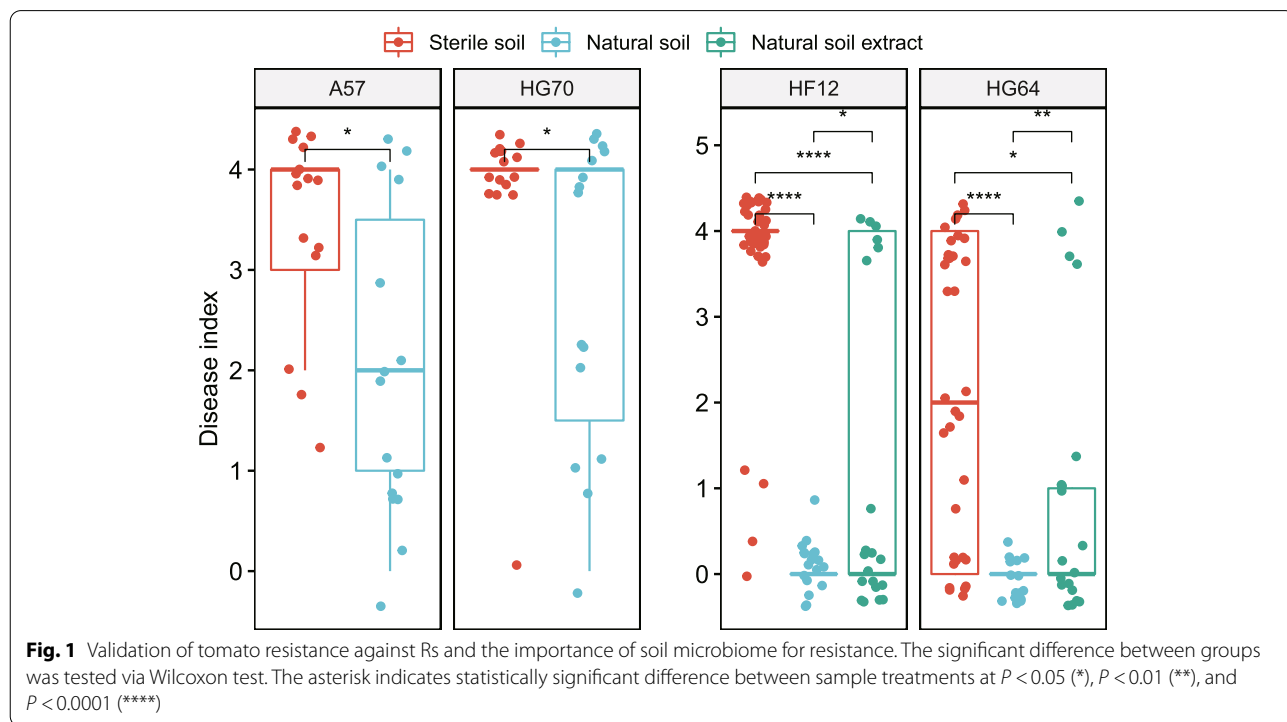 Sterile soil Natural soil Natural soil extract
A57 HG70 HF12 HG64
Disease index
4
3
2
1
0
* *
5
4
3
2
1
0
* **
**** *
**** ****
Fig. 1 Validation of tomato resistance against Rs and the importance of soil microbiome for resistance. The significant difference between groups
was tested via Wilcoxon test. The asterisk indicates statistically significant difference between sample treatments at P < 0.05 (*), P < 0.01 (**), and
P < 0.0001 (****)